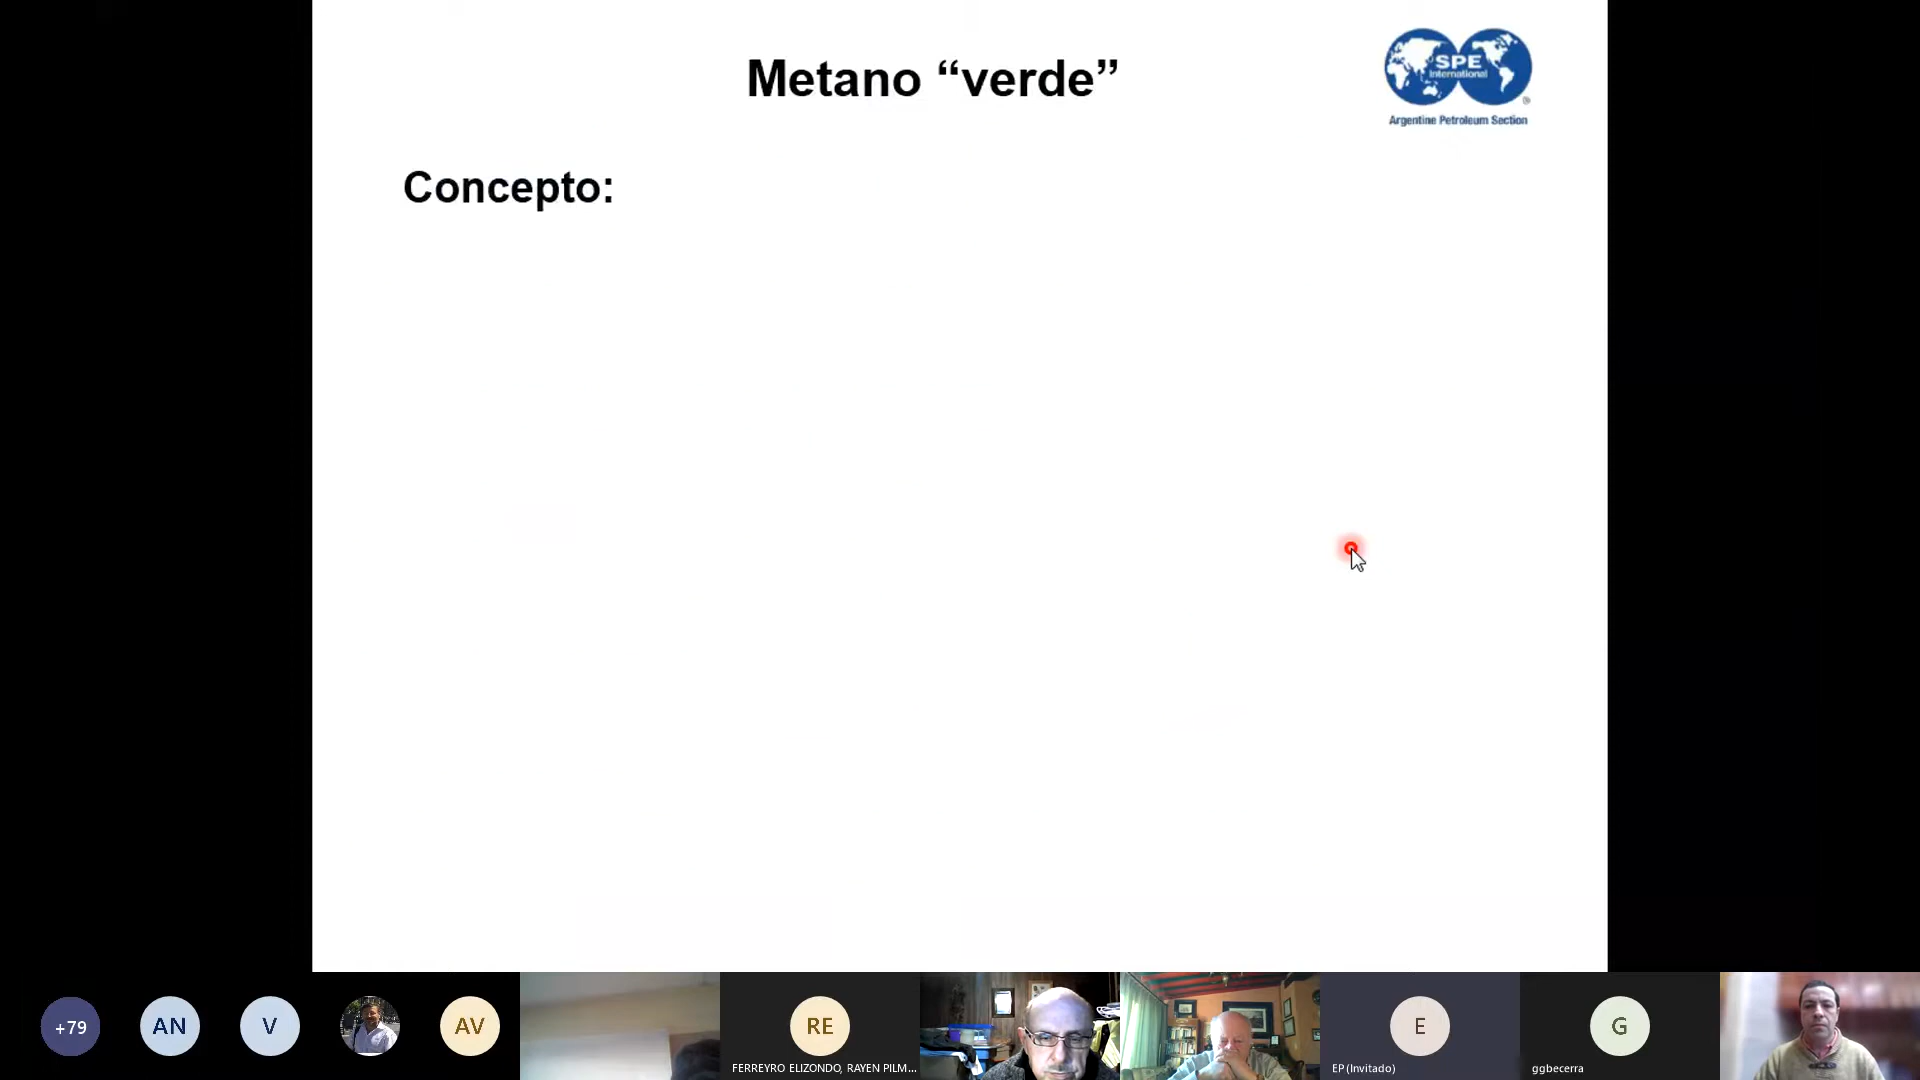 Metano “verde”
SPE
International
®
Argentine Petroleum Section
Concepto:
+79
AN
V
AV
RE
FERREYRO ELIZONDO, RAYEN PILM...
E
EP (Invitado)
G
ggbecerra